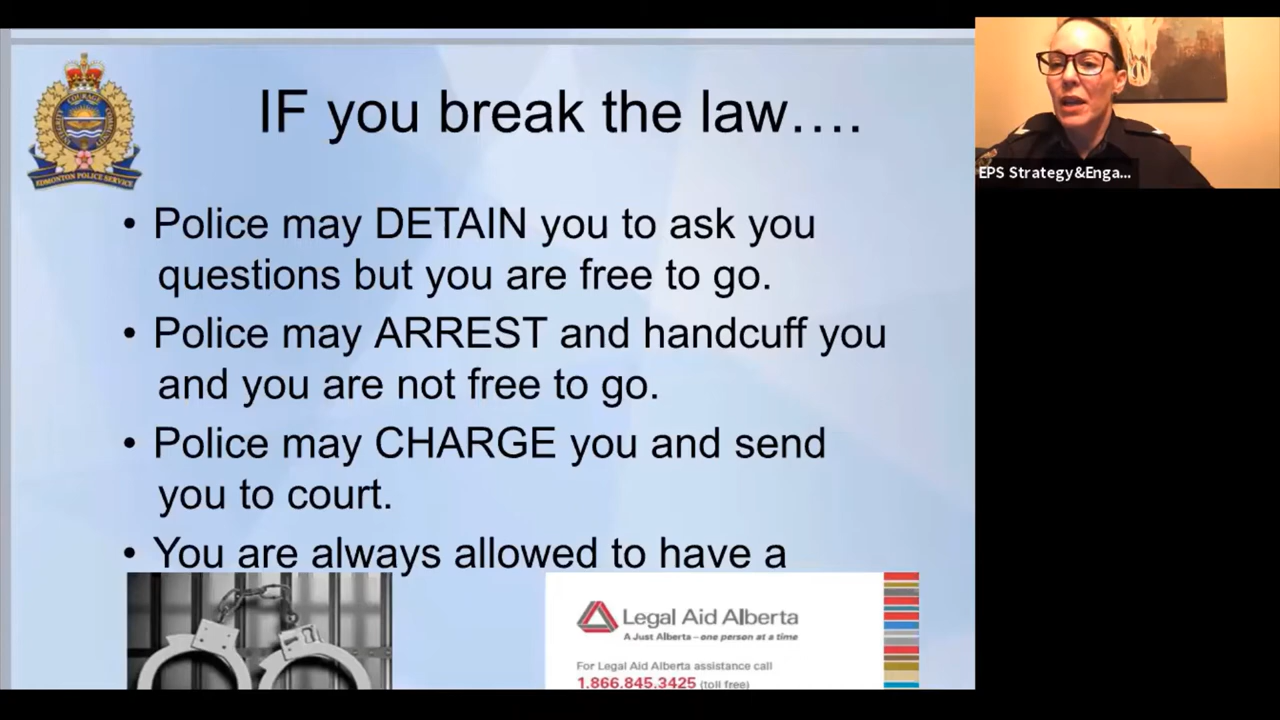 IF you break the law….
EDMONTON POLICE SERVICE
EPS Strategy&Enga...
• Police may DETAIN you to ask you
questions but you are free to go.
• Police may ARREST and handcuff you
and you are not free to go.
• Police may CHARGE you and send
you to court.
• You are always allowed to have a
Legal Aid Alberta
A Just Alberta – one person at a time
For Legal Aid Alberta assistance call
1.866.845.3425 (toll free)